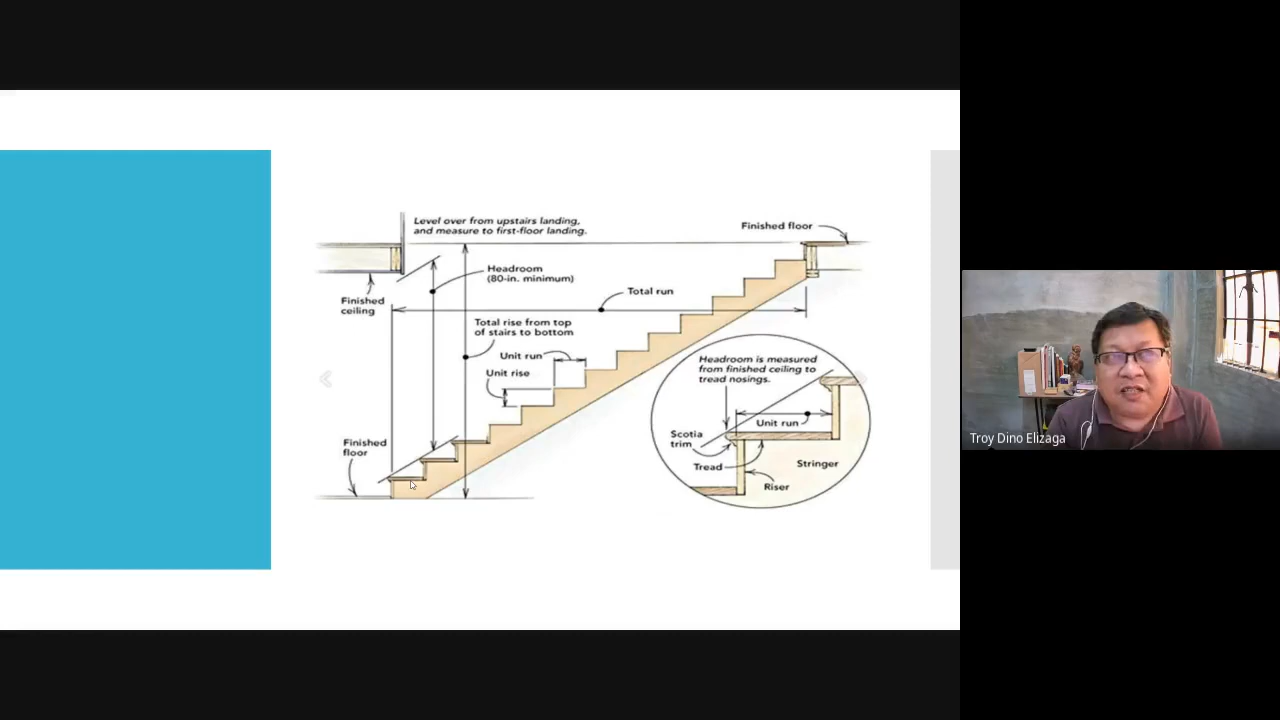 Level over from upstairs landing,
and measure to first-floor landing.
Finished floor
Headroom
(80-in. minimum)
Finished
ceiling
Total run
Total rise from top
of stairs to bottom
Unit run
Unit rise
Headroom is measured
from finished ceiling to
tread nosings.
Unit run
Scotia
trim
Tread
Stringer
Riser
Finished
floor
Troy Dino Elizaga